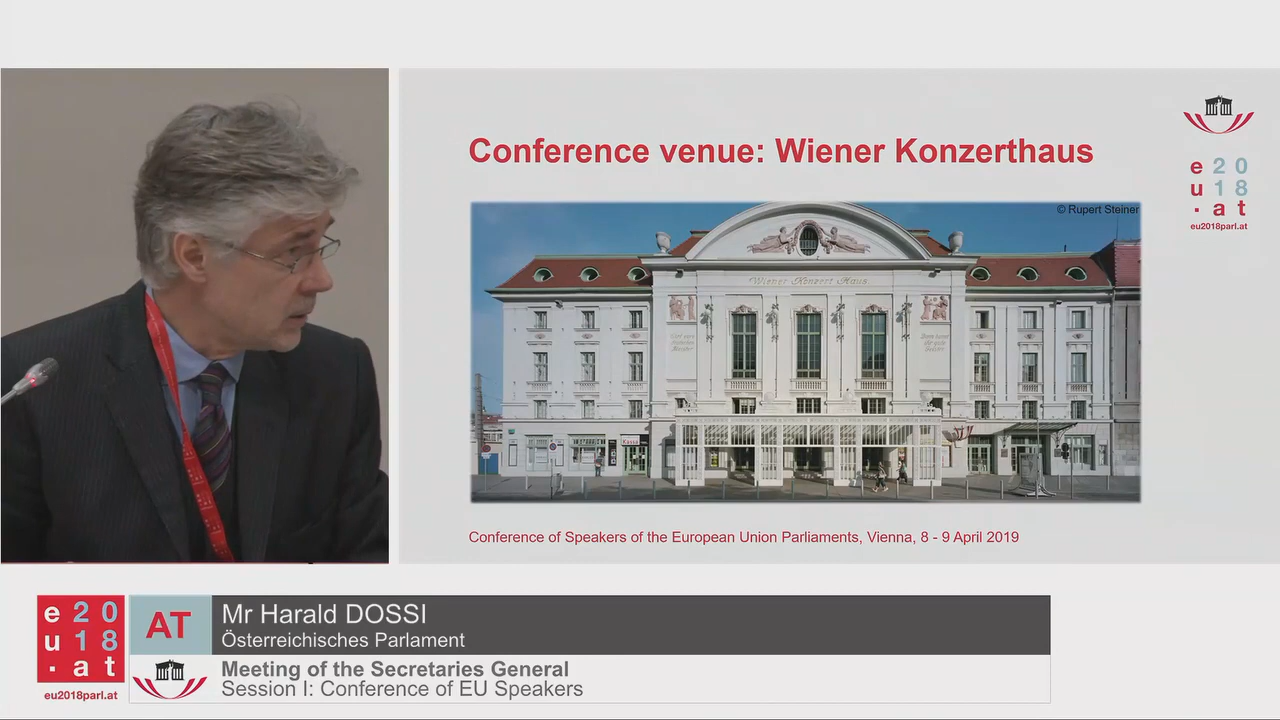 Conference venue: Wiener Konzerthaus
© Rupert Steiner
Wiener Konzert Haus
Kassa
Conference of Speakers of the European Union Parliaments, Vienna, 8 - 9 April 2019
e 2 0
u 1 8
· a t
eu2018parl.at
e 2 0
u 1 8
· a t
eu2018parl.at
AT
Mr Harald DOSSI
Österreichisches Parlament
Meeting of the Secretaries General
Session I: Conference of EU Speakers